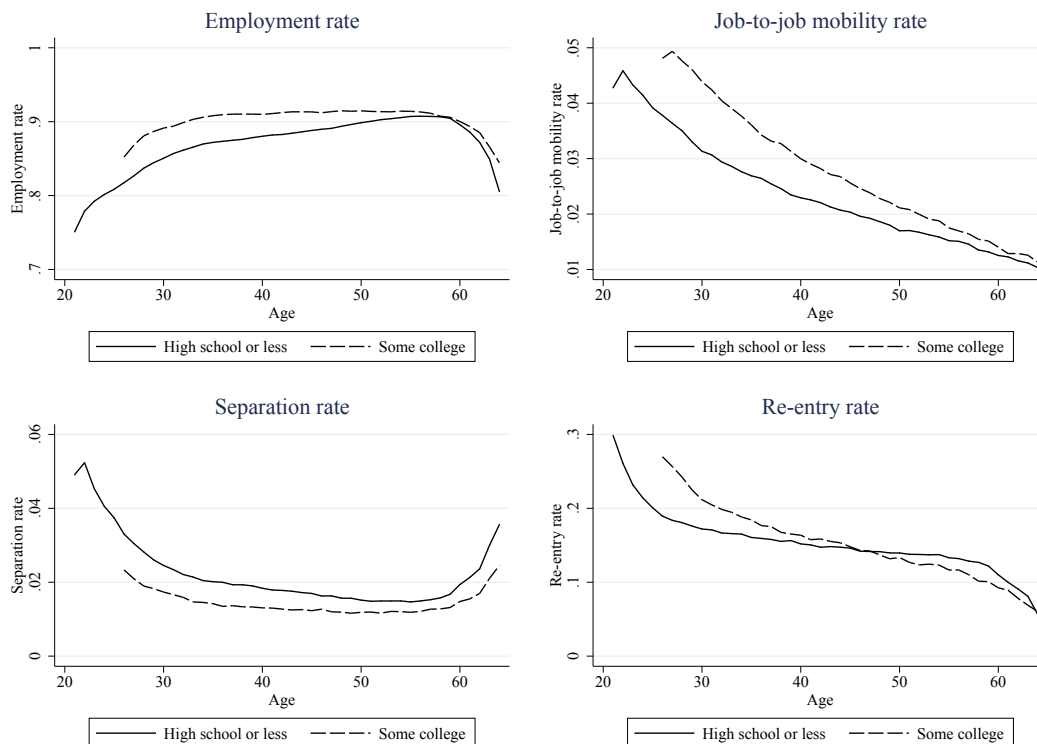 Employment rate
Employment rate
1
.9
.8
.7
20 30 40 50 60
Age
High school or less Some college
Job-to-job mobility rate
Job-to-job mobility rate
.05
.04
.03
.02
.01
20 30 40 50 60
Age
High school or less Some college
Separation rate
Separation rate
.06
.04
.02
0
20 30 40 50 60
Age
High school or less Some college
Re-entry rate
Re-entry rate
.3
.2
.1
0
20 30 40 50 60
Age
High school or less Some college